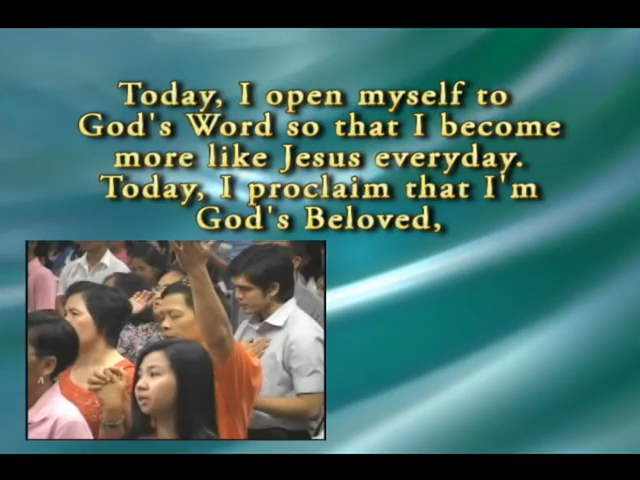 Today, I open myself to
God's Word so that I become
more like Jesus everyday.
Today, I proclaim that I'm
God's Beloved,